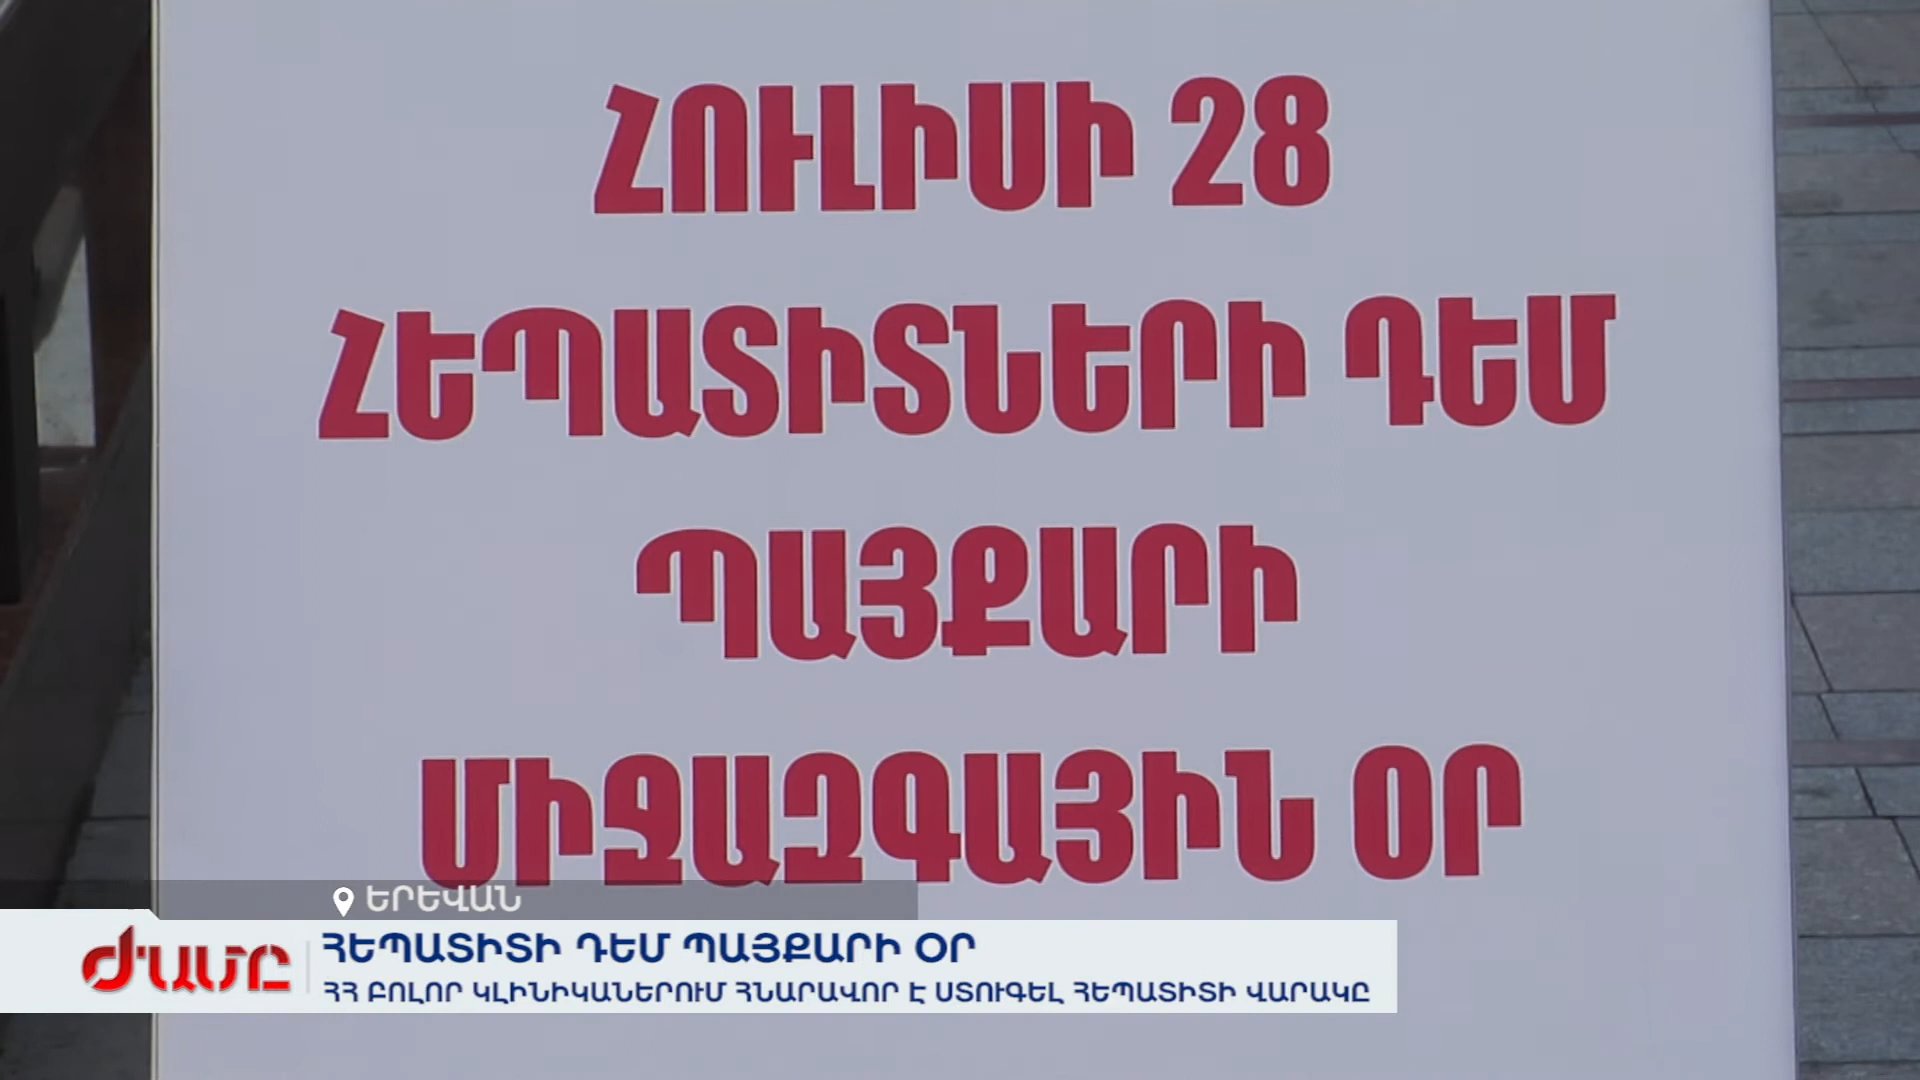 ՀՈՒԼԻՍԻ 28
ՀԵՊԱՏԻՏՆԵՐԻ ԴԵՄ
ՊԱՅՔԱՐԻ
ՄԻՋԱԶԳԱՅԻՆ ՕՐ
ԵՐԵՎԱՆ
ԺԱՄԸ
ՀԵՊԱՏԻՏԻ ԴԵՄ ՊԱՅՔԱՐԻ ՕՐ
ՀՀ ԲՈԼՈՐ ԿԼԻՆԻԿԱՆԵՐՈՒՄ ՀՆԱՐԱՎՈՐ Է ՍՏՈՒԳԵԼ ՀԵՊԱՏԻՏԻ ՎԱՐԱԿԸ